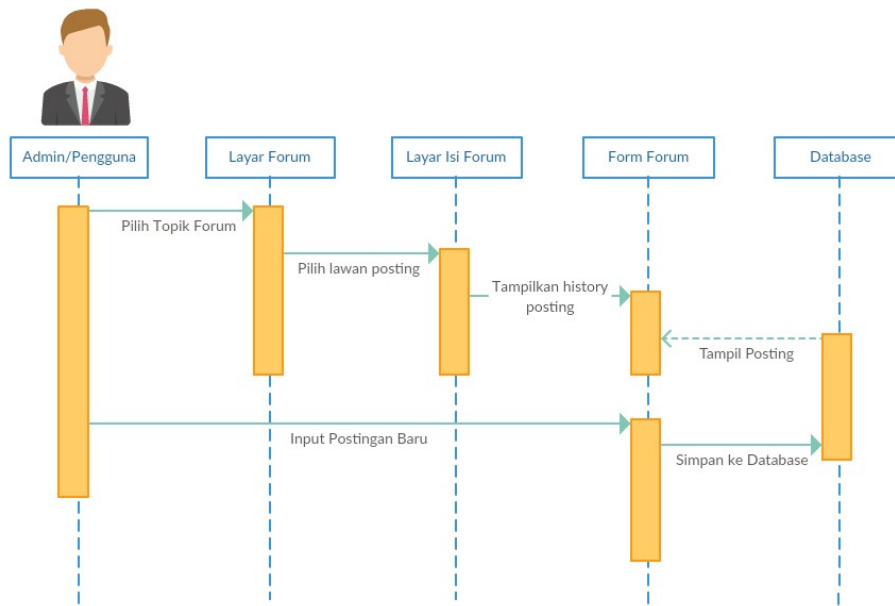 Admin/Pengguna
Layar Forum
Layar Isi Forum
Form Forum
Database
Pilih Topik Forum
Pilih lawan posting
Tampilkan history
posting
Tampil Posting
Input Postingan Baru
Simpan ke Database